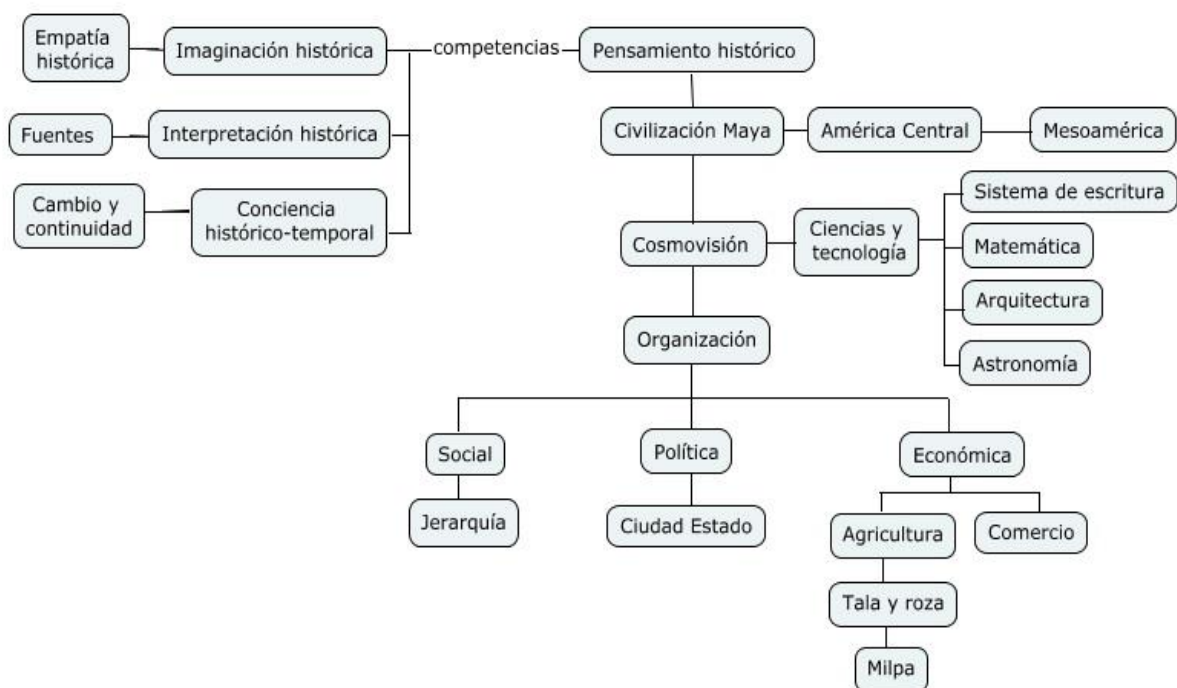 Empatía
histórica
Imaginación histórica
competencias
Pensamiento histórico
Fuentes
Interpretación histórica
Civilización Maya
América Central
Mesoamérica
Cambio y
continuidad
Conciencia
histórico-temporal
Cosmovisión
Ciencias y
tecnología
Sistema de escritura
Matemática
Arquitectura
Astronomía
Organización
Social
Política
Económica
Jerarquía
Ciudad Estado
Agricultura
Comercio
Tala y roza
Milpa